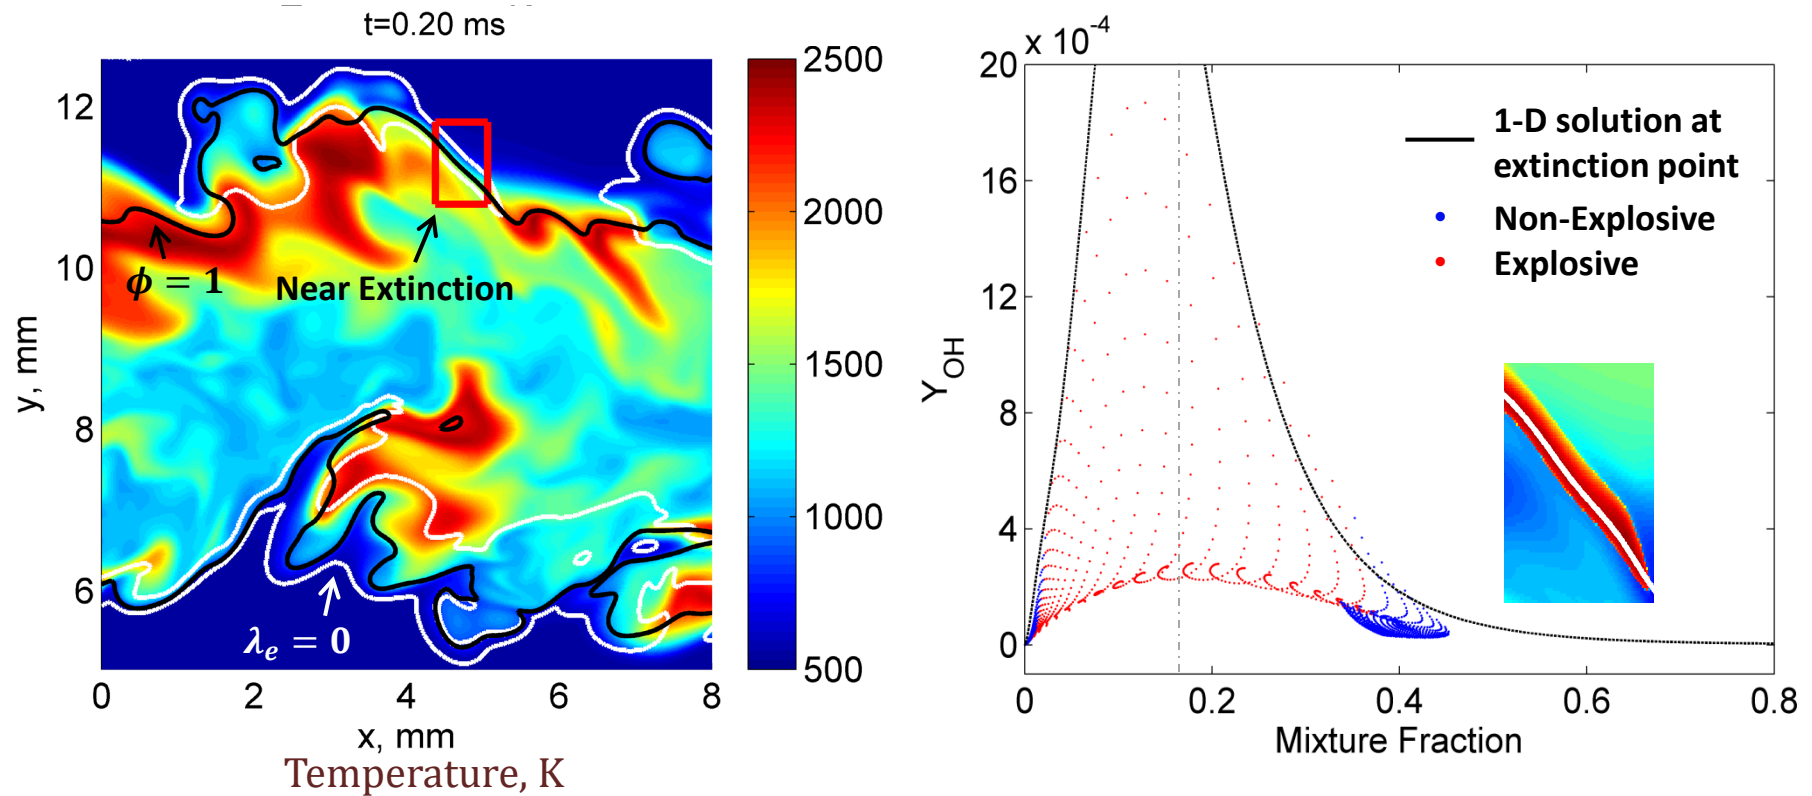 t=0.20 ms
12
10
8
6
y, mm
0
2
4
6
8
x, mm
Temperature, K
2500
2000
1500
1000
500
ϕ = 1
Near Extinction
λₑ = 0
x 10⁻⁴
20
16
12
8
4
0
Y_OH
0
0.2
0.4
0.6
0.8
Mixture Fraction
1-D solution at
extinction point
Non-Explosive
Explosive